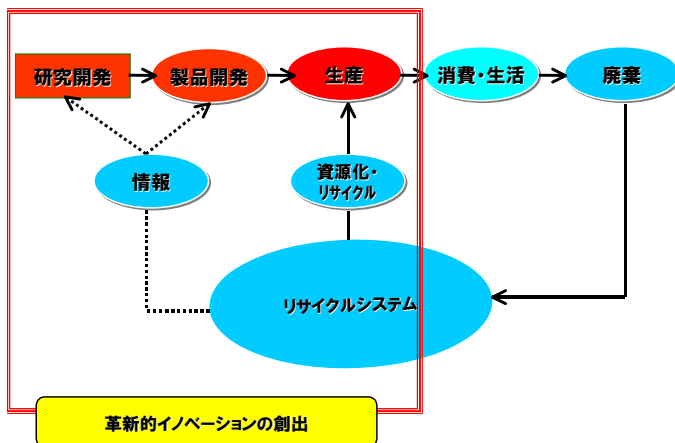 研究開発
製品開発
生産
消費・生活
廃棄
情報
資源化・
リサイクル
リサイクルシステム
革新的イノベーションの創出